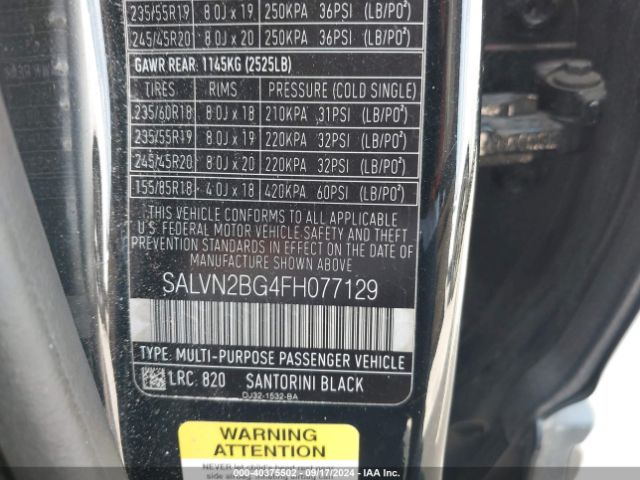 235/55R19 8.0J x 19 250KPA 36PSI (LB/PO²)
245/45R20 8.0J x 20 250KPA 36PSI (LB/PO²)
GAWR REAR: 1145KG (2525LB)
TIRES RIMS PRESSURE (COLD SINGLE)
235/60R18 8.0J x 18 210KPA 31PSI (LB/PO²)
235/55R19 8.0J x 19 220KPA 32PSI (LB/PO²)
245/45R20 8.0J x 20 220KPA 32PSI (LB/PO²)
155/85R18 4.0J x 18 420KPA 60PSI (LB/PO²)
THIS VEHICLE CONFORMS TO ALL APPLICABLE
U.S. FEDERAL MOTOR VEHICLE SAFETY AND THEFT
PREVENTION STANDARDS IN EFFECT ON THE DATE
OF MANUFACTURE SHOWN ABOVE.
SALVN2BG4FH077129
TYPE: MULTI-PURPOSE PASSENGER VEHICLE
LRC: 820 SANTORINI BLACK
DJ32-1532-BA
WARNING
ATTENTION
NEVER
000-40375502 - 09/17/2024 - IAA Inc.